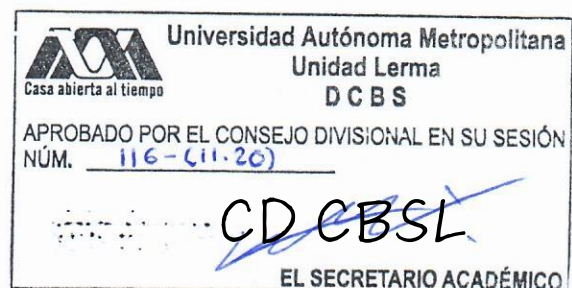 Universidad Autónoma Metropolitana
Unidad Lerma
Casa abierta al tiempo
DCBS
APROBADO POR EL CONSEJO DIVISIONAL EN SU SESIÓN
NÚM. 116-(11.20)
CD CBSL
EL SECRETARIO ACADÉMICO